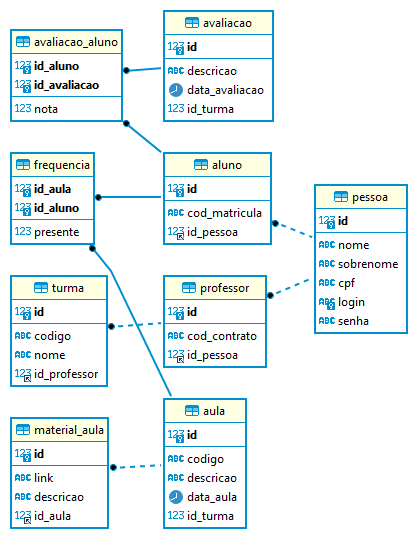 avaliacao_aluno
123 id_aluno
123 id_avaliacao
123 nota
avaliacao
123 id
ABC descricao
data_avaliacao
123 id_turma
frequencia
123 id_aula
123 id_aluno
123 presente
aluno
123 id
ABC cod_matricula
123 id_pessoa
pessoa
123 id
ABC nome
ABC sobrenome
ABC cpf
ABC login
ABC senha
turma
123 id
ABC codigo
ABC nome
123 id_professor
professor
123 id
ABC cod_contrato
123 id_pessoa
material_aula
123 id
ABC link
ABC descricao
123 id_aula
aula
123 id
ABC codigo
ABC descricao
data_aula
123 id_turma